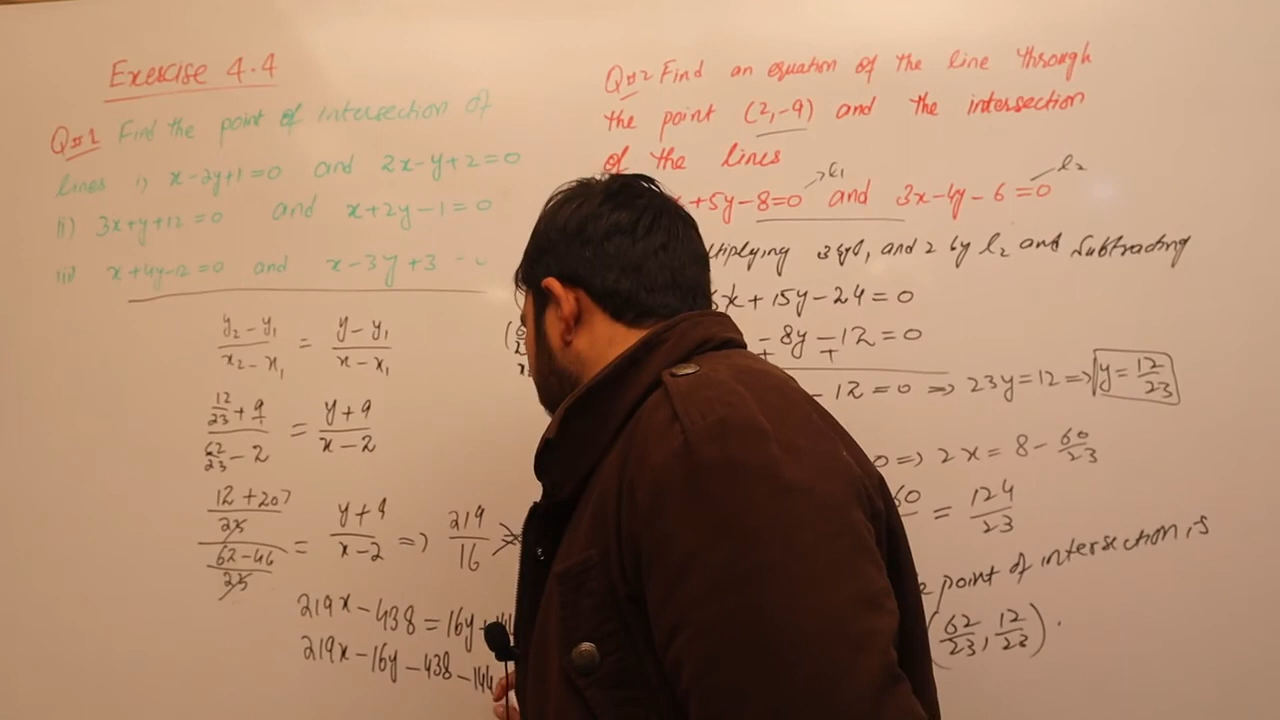 Exercise 4.4
Q#1 Find the point of intersection of
lines i) x-2y+1=0 and 2x-y+2=0
ii) 3x+y+12=0 and x+2y-1=0
iii) x+4y-12=0 and x-3y+3
y₂-y₁/x₂-x₁ = y-y₁/x-x₁
12/23+9 / 62/23-2 = y+9/x-2
12+207/23 / 62-46/23 = y+9/x-2 => 219/16
219x-438=16y+
219x-16y-438-144
Q#2 Find an equation of the line through
the point (2,-9) and the intersection
of the lines
+5y-8=0 l₁ and 3x-4y-6=0 l₂
and 2 by l₂ and Subtracting
x+15y-24=0
-8y-12=0
+ +
-12=0 => 23y=12=> y=12/23
0=> 2x=8-60/23
60 = 124/23
point of intersection is
(62/23, 12/23).